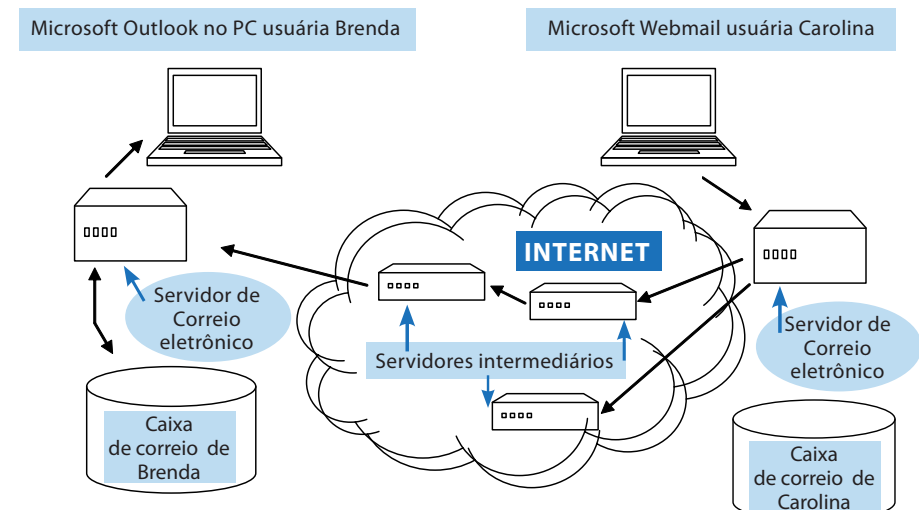 Microsoft Outlook no PC usuária Brenda
Microsoft Webmail usuária Carolina
INTERNET
Servidor de
Correio
eletrônico
Servidores intermediários
Servidor de
Correio
eletrônico
Caixa
de correio de
Brenda
Caixa
de correio de
Carolina